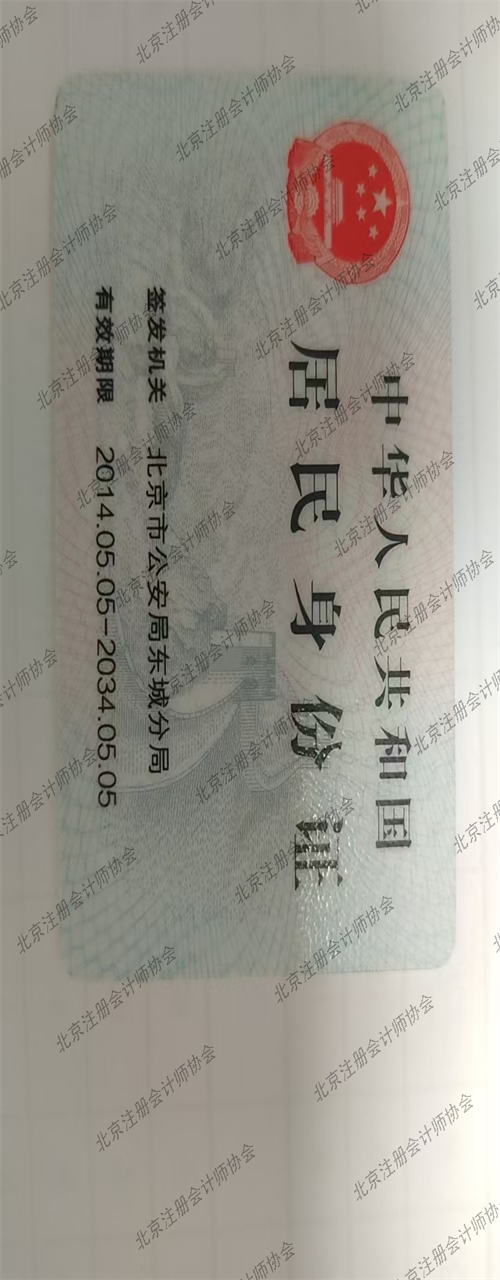 中华人民共和国
居民身份证
签发机关 北京市公安局东城分局
有效期限 2014.05.05-2034.05.05
北京注册会计师协会